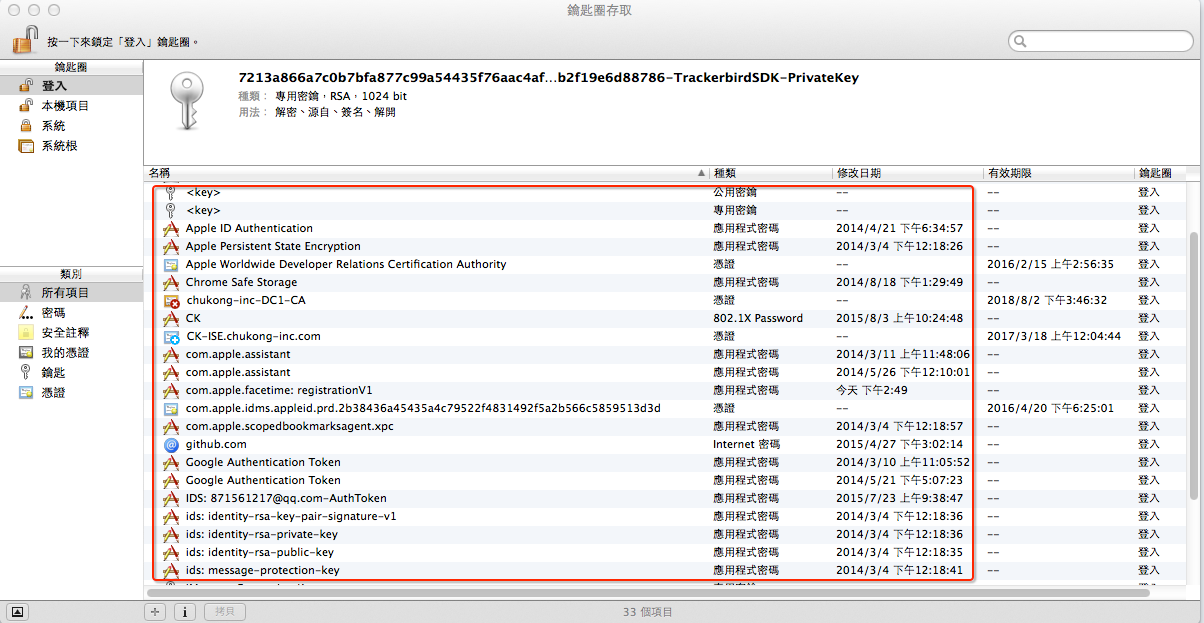 鑰匙圈存取
按一下來鎖定「登入」鑰匙圈。
鑰匙圈
登入
本機項目
系統
系統根
類別
所有項目
密碼
安全註釋
我的憑證
鑰匙
憑證
7213a866a7c0b7bfa877c99a54435f76aac4af...b2f19e6d88786-TrackerbirdSDK-PrivateKey
種類： 專用密鑰，RSA，1024 bit
用法： 解密、源自、簽名、解開
名稱 種類 修改日期 有效期限 鑰匙圈
<key> 公用密鑰 -- -- 登入
<key> 專用密鑰 -- -- 登入
Apple ID Authentication 應用程式密碼 2014/4/21 下午6:34:57 -- 登入
Apple Persistent State Encryption 應用程式密碼 2014/3/4 下午12:18:26 -- 登入
Apple Worldwide Developer Relations Certification Authority 憑證 -- 2016/2/15 上午2:56:35 登入
Chrome Safe Storage 應用程式密碼 2014/8/18 下午1:29:49 -- 登入
chukong-inc-DC1-CA 憑證 -- 2018/8/2 下午3:46:32 登入
CK 802.1X Password 2015/8/3 上午10:24:48 -- 登入
CK-ISE.chukong-inc.com 憑證 -- 2017/3/18 上午12:04:44 登入
com.apple.assistant 應用程式密碼 2014/3/11 上午11:48:06 -- 登入
com.apple.assistant 應用程式密碼 2014/5/26 下午12:10:01 -- 登入
com.apple.facetime: registrationV1 應用程式密碼 今天 下午2:49 -- 登入
com.apple.idms.appleid.prd.2b38436a45435a4c79522f4831492f5a2b566c5859513d3d 憑證 -- 2016/4/20 上午6:25:01 登入
com.apple.scopedbookmarksagent.xpc 應用程式密碼 2014/3/4 下午12:18:57 -- 登入
github.com Internet 密碼 2015/4/27 下午3:02:14 -- 登入
Google Authentication Token 應用程式密碼 2014/3/10 上午11:05:52 -- 登入
Google Authentication Token 應用程式密碼 2014/5/21 下午5:07:23 -- 登入
IDS: 871561217@qq.com-AuthToken 應用程式密碼 2015/7/23 上午9:38:47 -- 登入
ids: identity-rsa-key-pair-signature-v1 應用程式密碼 2014/3/4 下午12:18:36 -- 登入
ids: identity-rsa-private-key 應用程式密碼 2014/3/4 下午12:18:36 -- 登入
ids: identity-rsa-public-key 應用程式密碼 2014/3/4 下午12:18:35 -- 登入
ids: message-protection-key 應用程式密碼 2014/3/4 下午12:18:41 -- 登入
拷貝
33 個項目